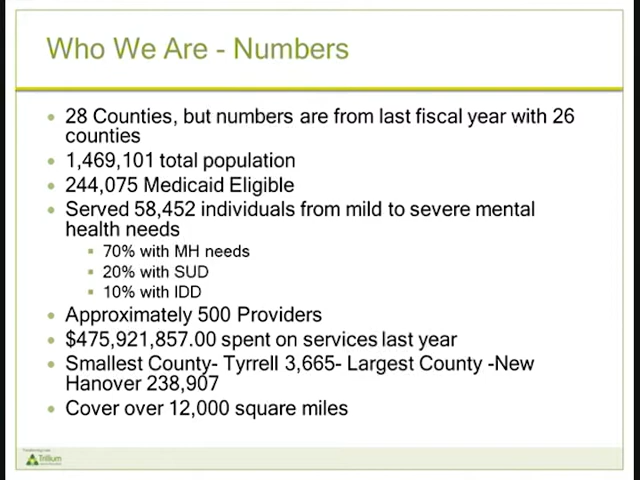 Who We Are - Numbers
28 Counties, but numbers are from last fiscal year with 26
counties
1,469,101 total population
244,075 Medicaid Eligible
Served 58,452 individuals from mild to severe mental
health needs
70% with MH needs
20% with SUD
10% with IDD
Approximately 500 Providers
$475,921,857.00 spent on services last year
Smallest County- Tyrrell 3,665- Largest County -New
Hanover 238,907
Cover over 12,000 square miles
Trillium